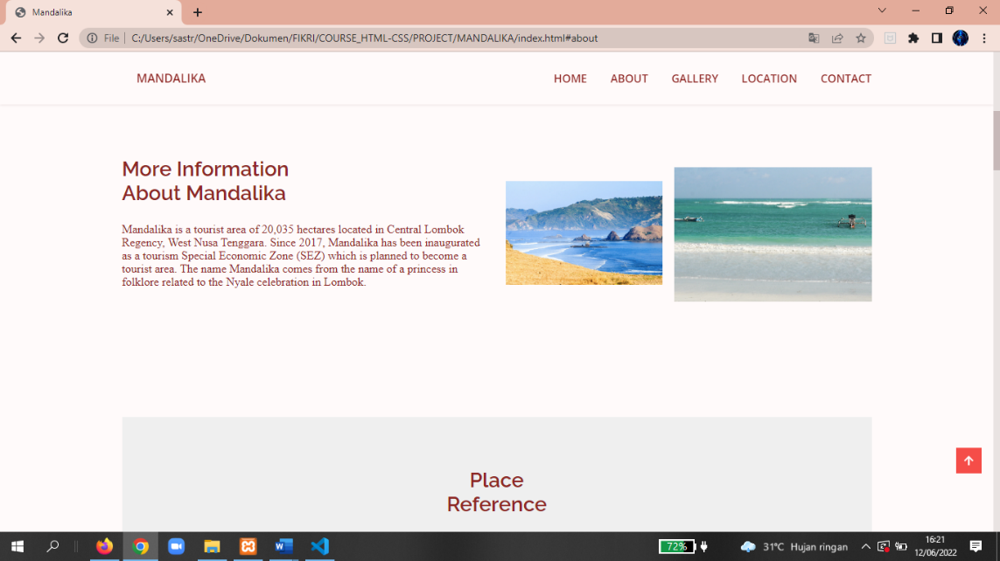 Mandalika
File
C:/Users/sastr/OneDrive/Dokumen/FIKRI/COURSE_HTML-CSS/PROJECT/MANDALIKA/index.html#about
MANDALIKA
HOME ABOUT GALLERY LOCATION CONTACT
More Information
About Mandalika
Mandalika is a tourist area of 20,035 hectares located in Central Lombok
Regency, West Nusa Tenggara. Since 2017, Mandalika has been inaugurated
as a tourism Special Economic Zone (SEZ) which is planned to become a
tourist area. The name Mandalika comes from the name of a princess in
folklore related to the Nyale celebration in Lombok.
Place
Reference
72%
31°C Hujan ringan
16:21
12/06/2022